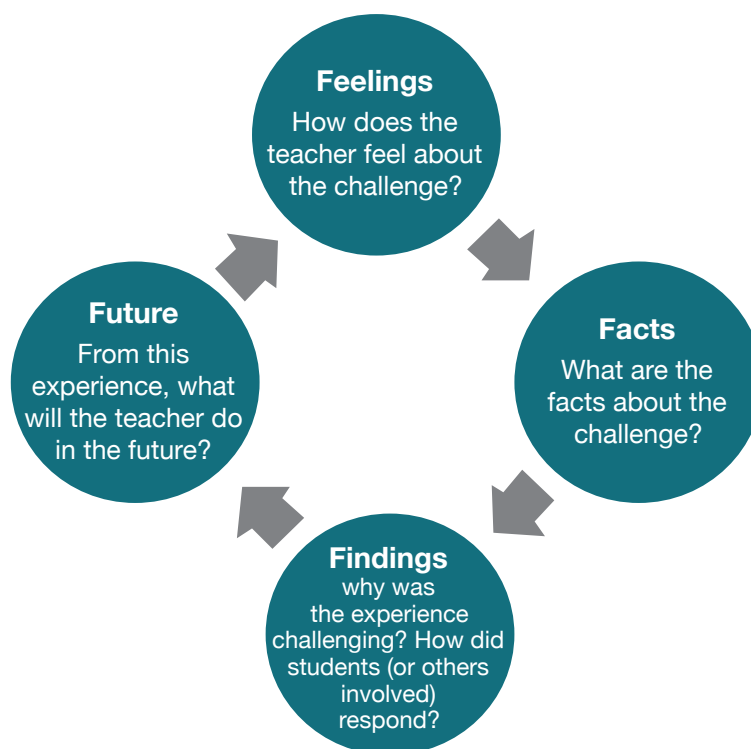 Feelings
How does the
teacher feel about
the challenge?
Facts
What are the
facts about the
challenge?
Findings
why was
the experience
challenging? How did
students (or others
involved)
respond?
Future
From this
experience, what
will the teacher do
in the future?